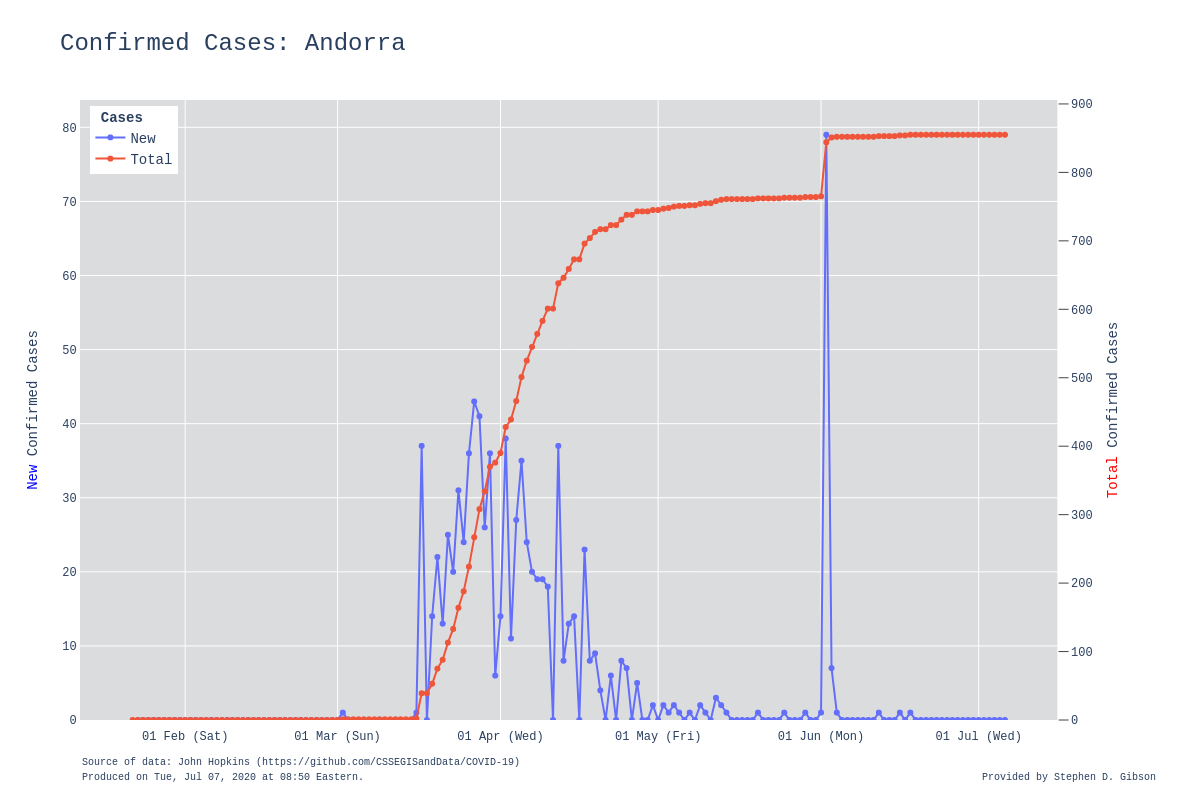 Confirmed Cases: Andorra
Cases
New
Total
80
70
60
50
40
30
20
10
0
900
800
700
600
500
400
300
200
100
0
New Confirmed Cases
Total Confirmed Cases
01 Feb (Sat)
01 Mar (Sun)
01 Apr (Wed)
01 May (Fri)
01 Jun (Mon)
01 Jul (Wed)
Source of data: John Hopkins (https://github.com/CSSEGISandData/COVID-19)
Produced on Tue, Jul 07, 2020 at 08:50 Eastern.
Provided by Stephen D. Gibson